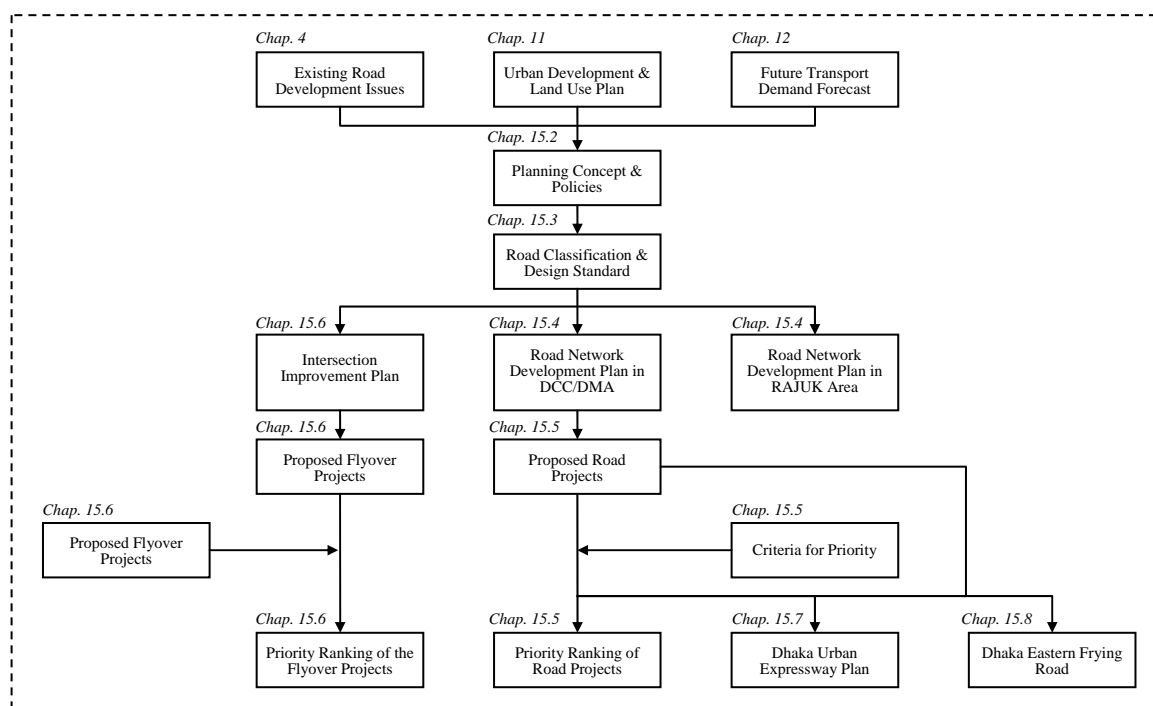 Chap. 4
Existing Road
Development Issues
Chap. 11
Urban Development &
Land Use Plan
Chap. 12
Future Transport
Demand Forecast
Chap. 15.2
Planning Concept &
Policies
Chap. 15.3
Road Classification &
Design Standard
Chap. 15.6
Intersection
Improvement Plan
Chap. 15.4
Road Network
Development Plan in
DCC/DMA
Chap. 15.4
Road Network
Development Plan in
RAJUK Area
Chap. 15.6
Proposed Flyover
Projects
Chap. 15.5
Proposed Road
Projects
Chap. 15.6
Proposed Flyover
Projects
Chap. 15.5
Criteria for Priority
Chap. 15.6
Priority Ranking of the
Flyover Projects
Chap. 15.5
Priority Ranking of
Road Projects
Chap. 15.7
Dhaka Urban
Expressway Plan
Chap. 15.8
Dhaka Eastern Frying
Road